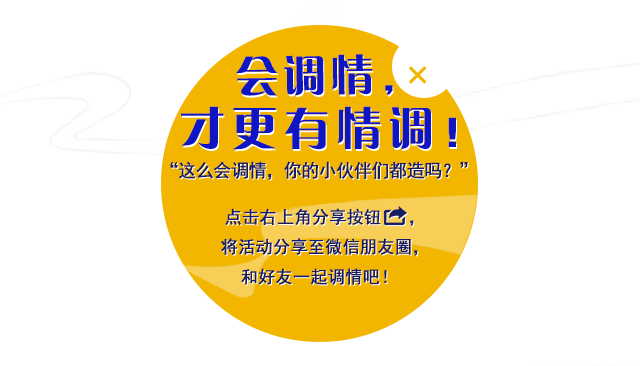 会调情，
才更有情调！
“这么会调情，你的小伙伴们都造吗？”
点击右上角分享按钮，
将活动分享至微信朋友圈，
和好友一起调情吧！